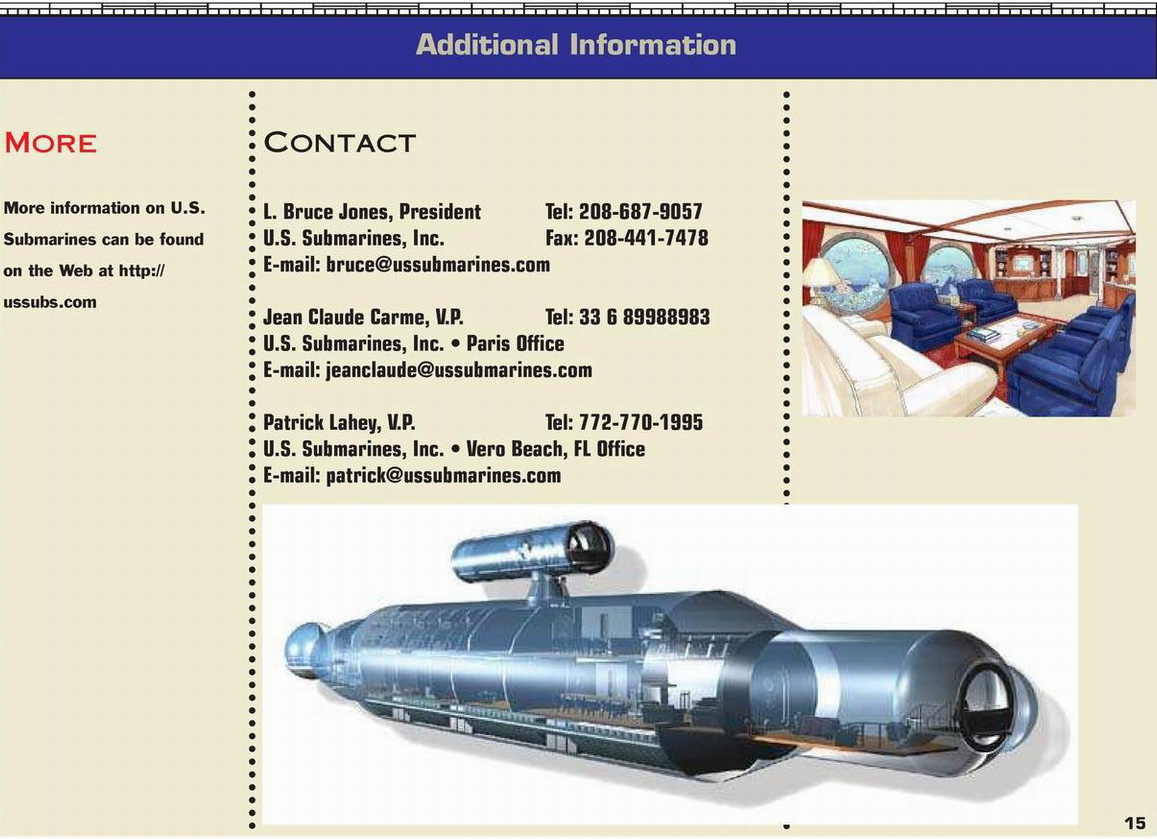 Additional Information
MORE
More information on U.S.
Submarines can be found
on the Web at http://
ussubs.com
CONTACT
L. Bruce Jones, President Tel: 208-687-9057
U.S. Submarines, Inc. Fax: 208-441-7478
E-mail: bruce@ussubmarines.com
Jean Claude Carme, V.P. Tel: 33 6 89988983
U.S. Submarines, Inc. • Paris Office
E-mail: jeanclaude@ussubmarines.com
Patrick Lahey, V.P. Tel: 772-770-1995
U.S. Submarines, Inc. • Vero Beach, FL Office
E-mail: patrick@ussubmarines.com
15